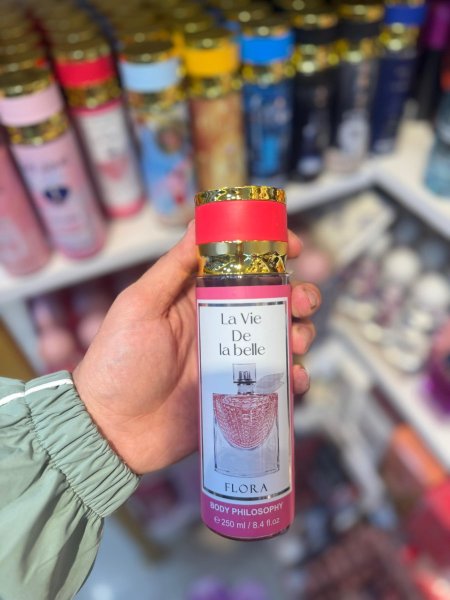 La Vie
De
la belle
FLORA
BODY PHILOSOPHY
℮ 250 ml / 8.4 fl.oz